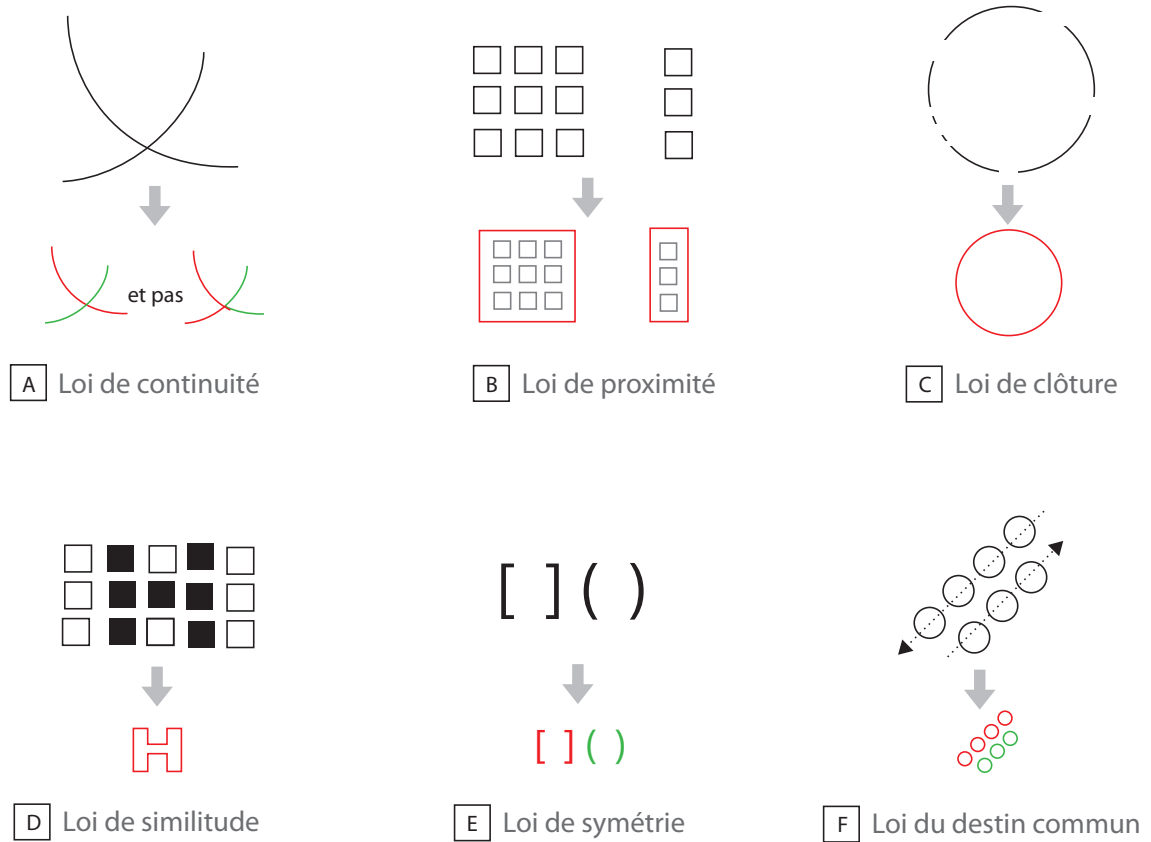 et pas
A Loi de continuité
B Loi de proximité
C Loi de clôture
[ ] ( )
[ ] ( )
D Loi de similitude
E Loi de symétrie
F Loi du destin commun